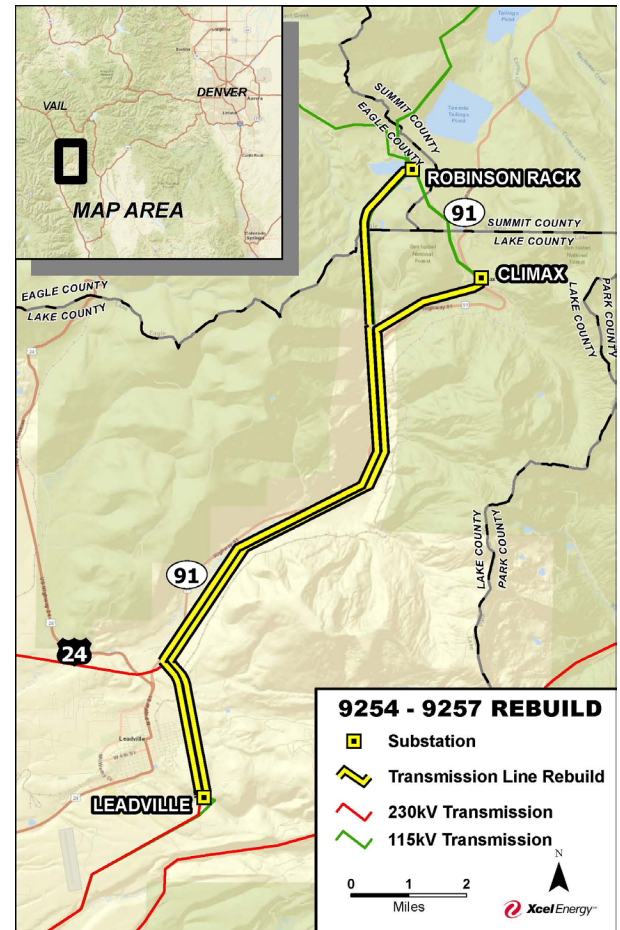 VAIL
DENVER
MAP AREA
SUMMIT COUNTY
EAGLE COUNTY
ROBINSON RACK
91
SUMMIT COUNTY
LAKE COUNTY
CLIMAX
EAGLE COUNTY
LAKE COUNTY
PARK COUNTY
LAKE COUNTY
LAKE COUNTY
PARK COUNTY
91
24
Leadville
LEADVILLE
9254 - 9257 REBUILD
Substation
Transmission Line Rebuild
230kV Transmission
115kV Transmission
0 1 2
Miles
N
Xcel Energy